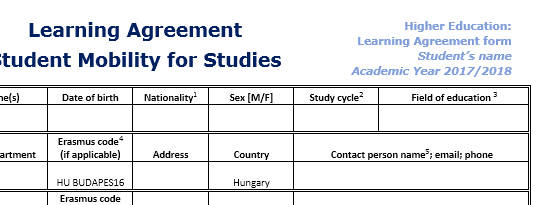 Learning Agreement
Student Mobility for Studies
Higher Education:
Learning Agreement form
Student's name
Academic Year 2017/2018
me(s) Date of birth Nationality1 Sex [M/F] Study cycle2 Field of education 3
Erasmus code4
(if applicable)
artment Address Country Contact person name5; email; phone
HU BUDAPES16 Hungary
Erasmus code